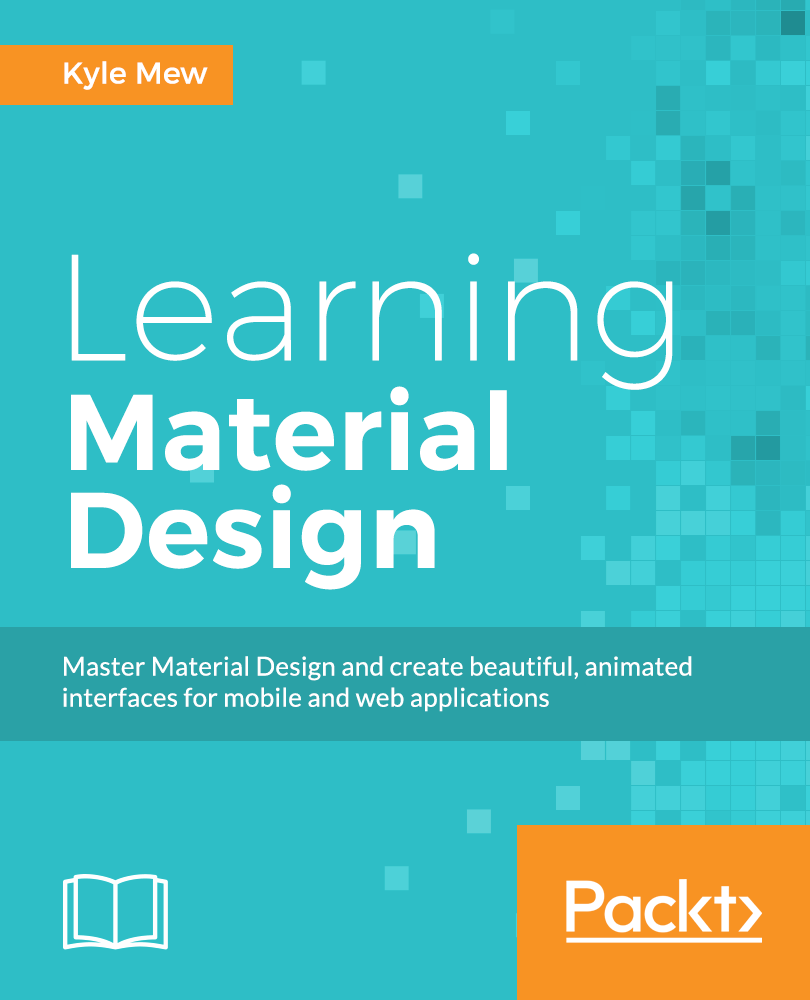 Kyle Mew
Learning
Material
Design
Master Material Design and create beautiful, animated
interfaces for mobile and web applications
Packt>